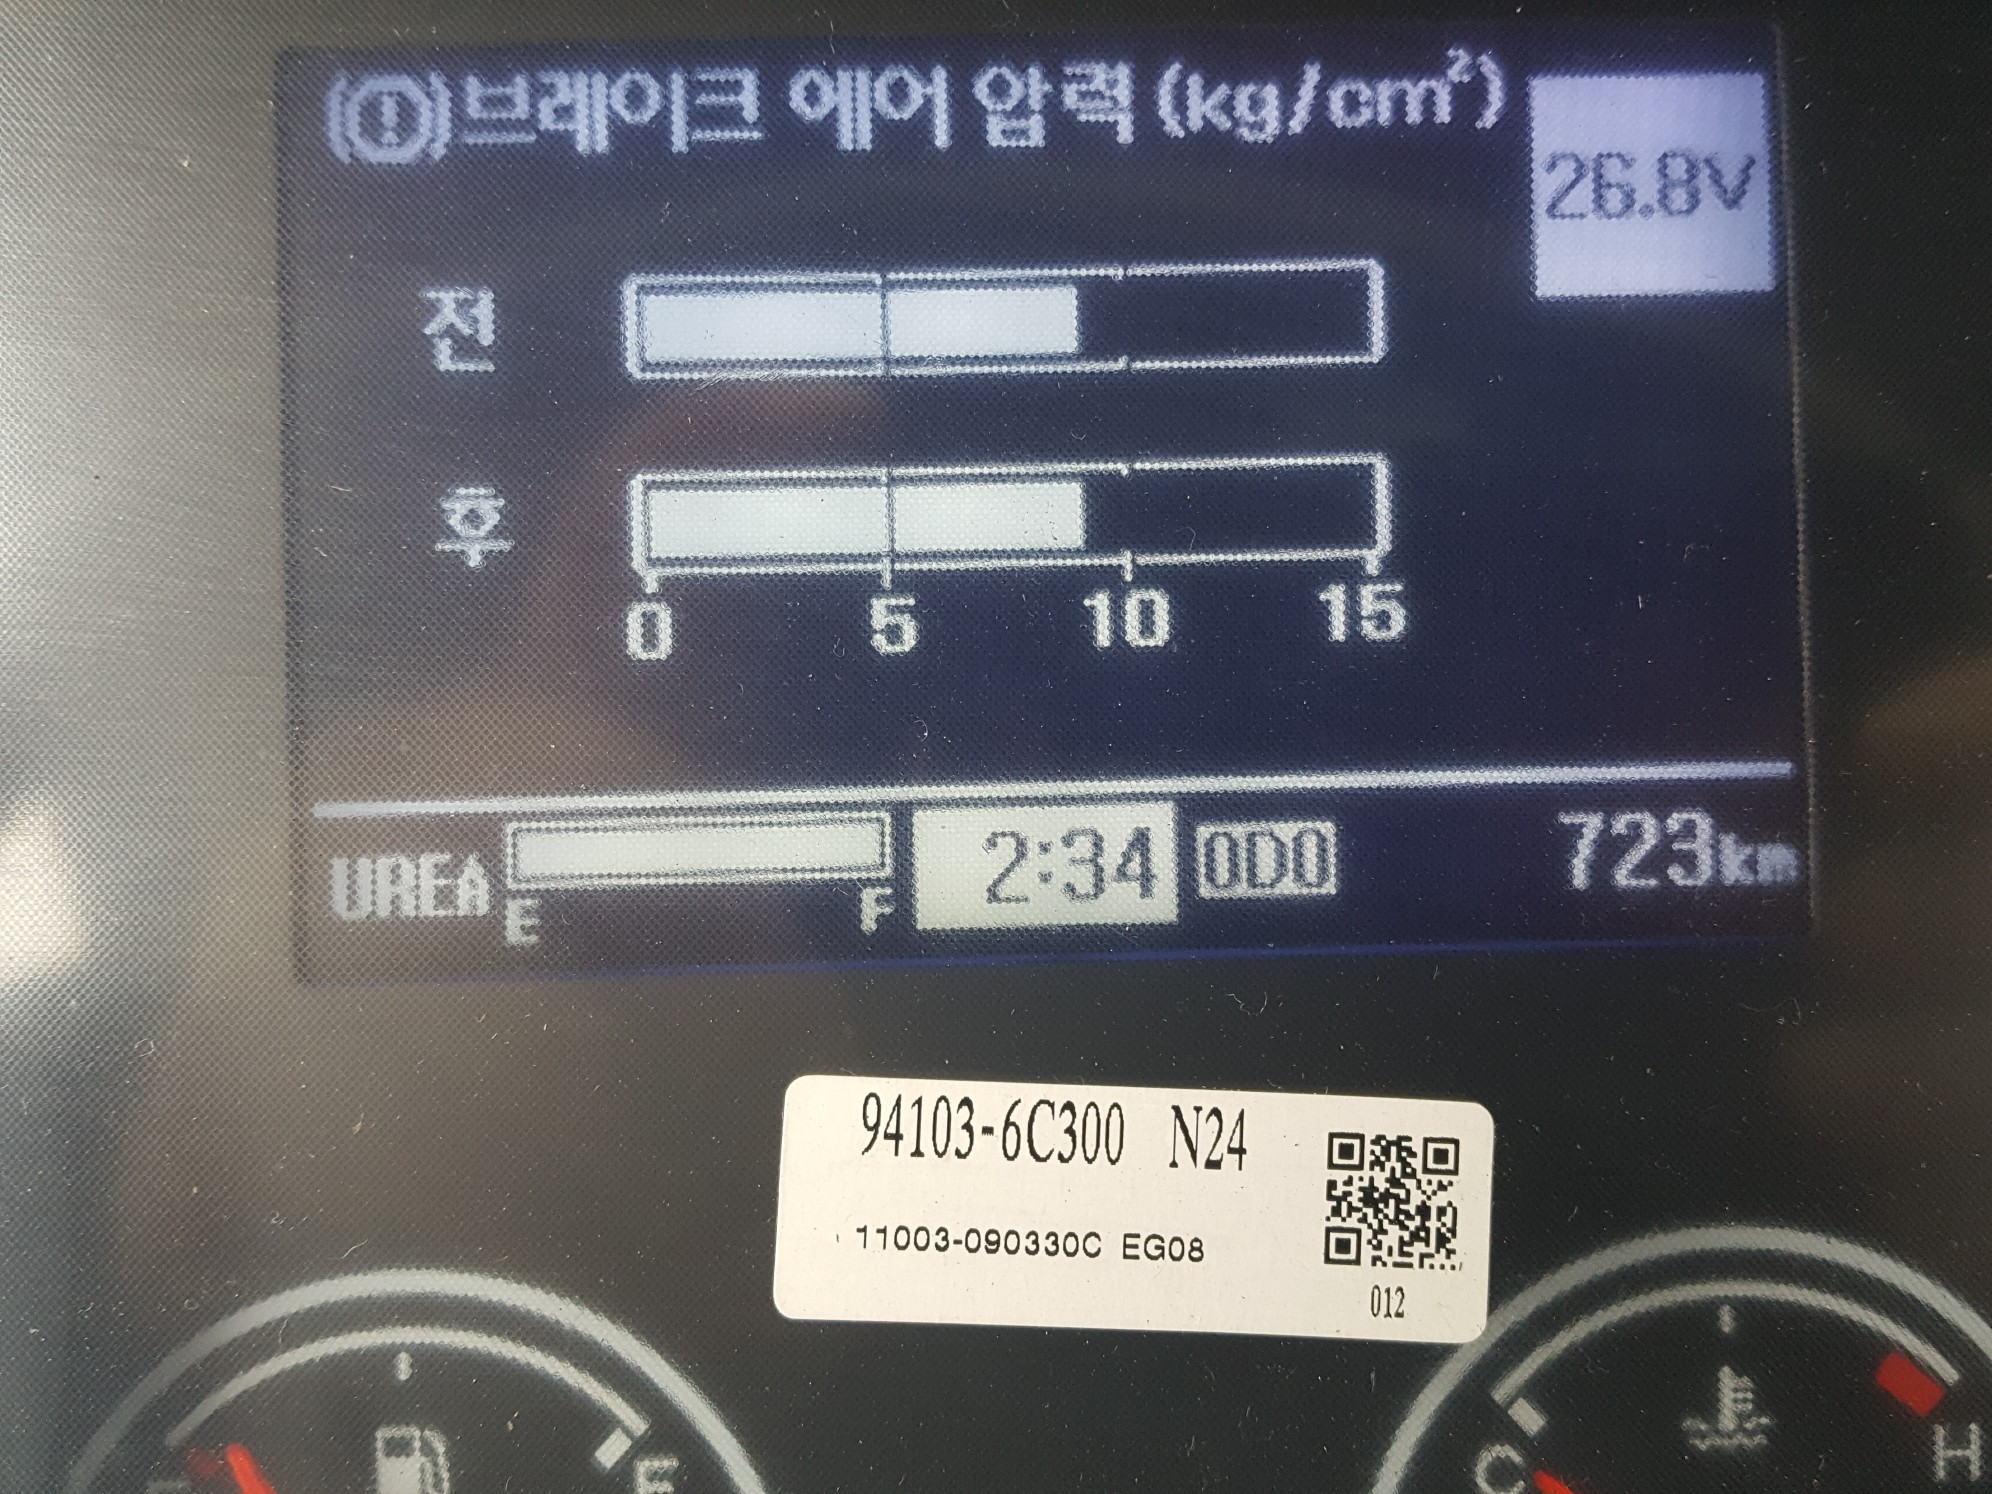 (!) 브레이크 에어 압력 (kg/cm²)
26.8V
전
후
0 5 10 15
UREA E F 2:34 ODO 723km
94103-6C300 N24
11003-090330C EG08
012
F
C H